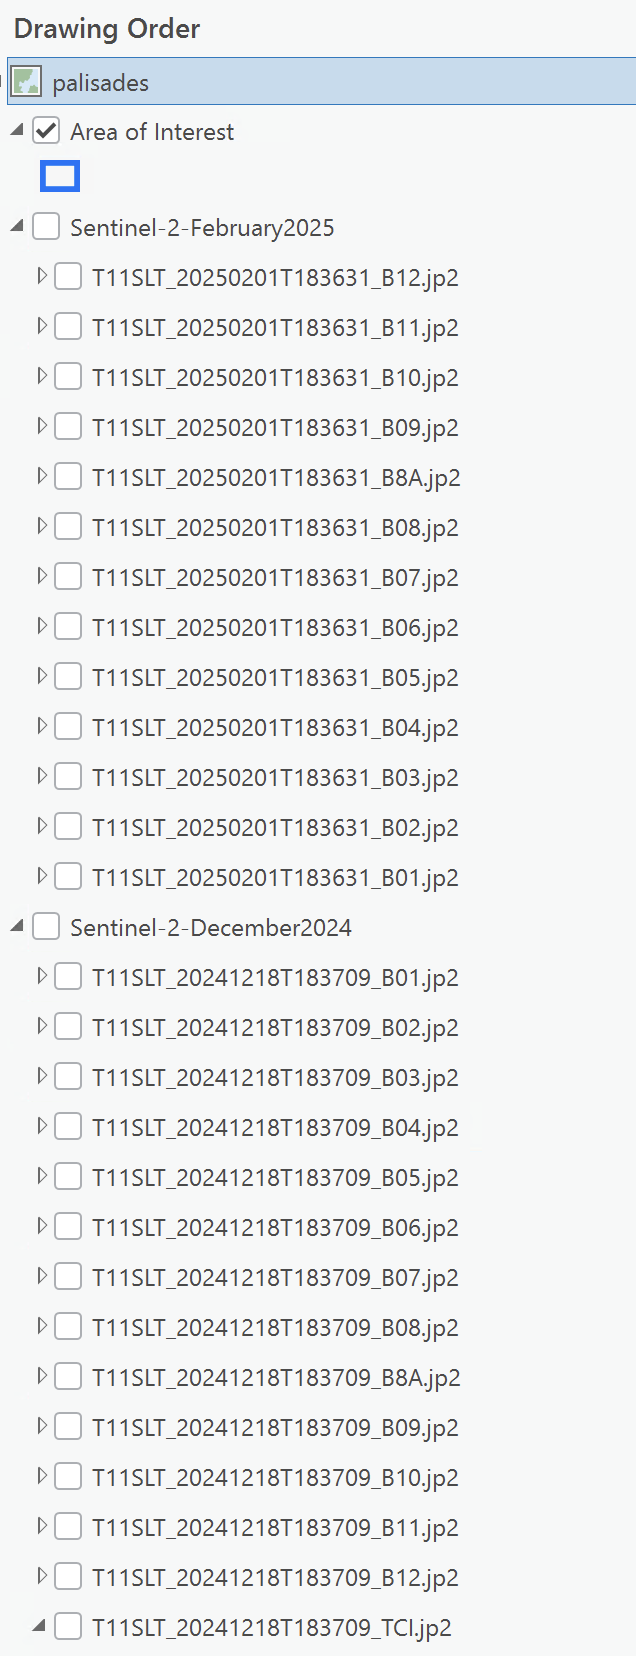 Drawing Order
palisades
Area of Interest
Sentinel-2-February2025
T11SLT_20250201T183631_B12.jp2
T11SLT_20250201T183631_B11.jp2
T11SLT_20250201T183631_B10.jp2
T11SLT_20250201T183631_B09.jp2
T11SLT_20250201T183631_B8A.jp2
T11SLT_20250201T183631_B08.jp2
T11SLT_20250201T183631_B07.jp2
T11SLT_20250201T183631_B06.jp2
T11SLT_20250201T183631_B05.jp2
T11SLT_20250201T183631_B04.jp2
T11SLT_20250201T183631_B03.jp2
T11SLT_20250201T183631_B02.jp2
T11SLT_20250201T183631_B01.jp2
Sentinel-2-December2024
T11SLT_20241218T183709_B01.jp2
T11SLT_20241218T183709_B02.jp2
T11SLT_20241218T183709_B03.jp2
T11SLT_20241218T183709_B04.jp2
T11SLT_20241218T183709_B05.jp2
T11SLT_20241218T183709_B06.jp2
T11SLT_20241218T183709_B07.jp2
T11SLT_20241218T183709_B08.jp2
T11SLT_20241218T183709_B8A.jp2
T11SLT_20241218T183709_B09.jp2
T11SLT_20241218T183709_B10.jp2
T11SLT_20241218T183709_B11.jp2
T11SLT_20241218T183709_B12.jp2
T11SLT_20241218T183709_TCI.jp2